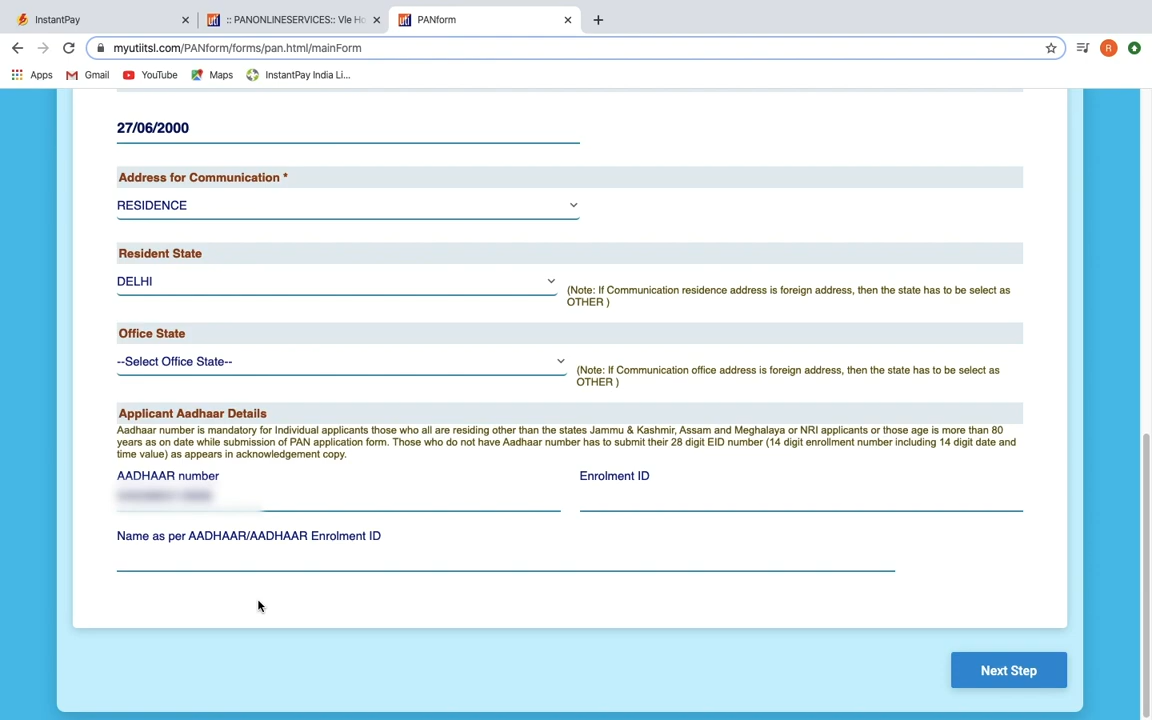 InstantPay
:: PANONLINESERVICES:: Vle Ho
PANform
myutiitsl.com/PANform/forms/pan.html/mainForm
R
Apps
Gmail
YouTube
Maps
InstantPay India Li...
27/06/2000
Address for Communication *
RESIDENCE
Resident State
DELHI
(Note: If Communication residence address is foreign address, then the state has to be select as
OTHER )
Office State
--Select Office State--
(Note: If Communication office address is foreign address, then the state has to be select as
OTHER )
Applicant Aadhaar Details
Aadhaar number is mandatory for Individual applicants those who all are residing other than the states Jammu & Kashmir, Assam and Meghalaya or NRI applicants or those age is more than 80
years as on date while submission of PAN application form. Those who do not have Aadhaar number has to submit their 28 digit EID number (14 digit enrollment number including 14 digit date and
time value) as appears in acknowledgement copy.
AADHAAR number
Enrolment ID
Name as per AADHAAR/AADHAAR Enrolment ID
Next Step